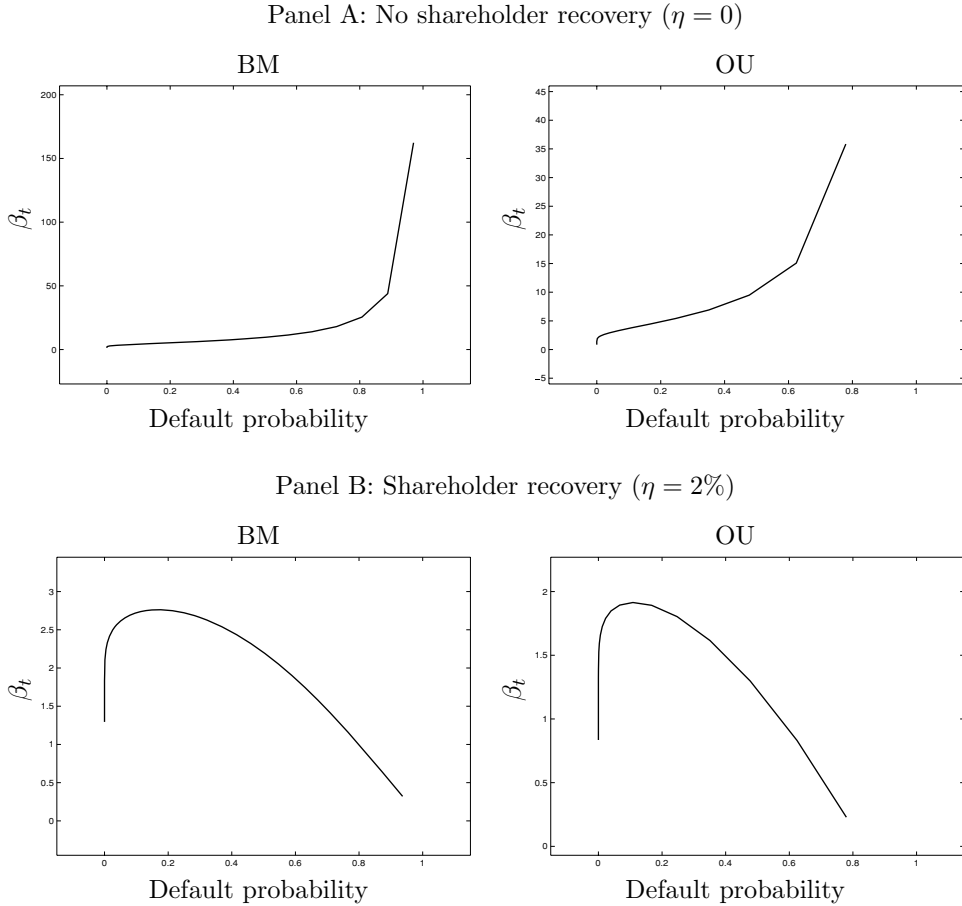 Panel A: No shareholder recovery (η = 0)
BM
200
150
100
50
0
β_t
0 0.2 0.4 0.6 0.8 1
Default probability
OU
45
40
35
30
25
20
15
10
5
0
−5
β_t
0 0.2 0.4 0.6 0.8 1
Default probability
Panel B: Shareholder recovery (η = 2%)
BM
3
2.5
2
1.5
1
0.5
0
β_t
0 0.2 0.4 0.6 0.8 1
Default probability
OU
2
1.5
1
0.5
0
β_t
0 0.2 0.4 0.6 0.8 1
Default probability